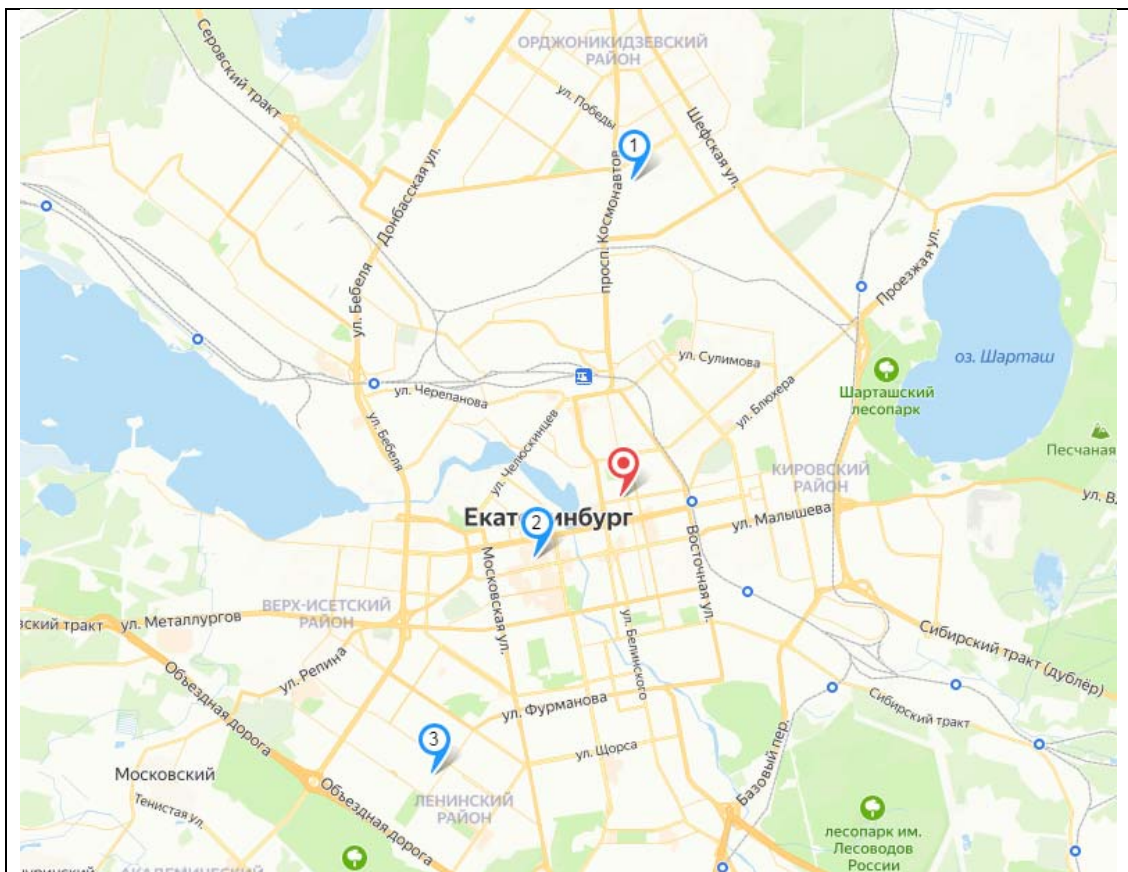 ОРДЖОНИКИДЗЕВСКИЙ
РАЙОН
Серовский тракт
ул. Победы
1
Шефская ул.
Донбасская ул.
просп. Космонавтов
Проезжая ул.
ул. Бебеля
оз. Шарташ
ул. Сулимова
Шарташский
лесопарк
ул. Черепанова
ул. Блюхера
ул. Бебеля
ул. Челюскинцев
Песчаная
КИРОВСКИЙ
РАЙОН
Екатеринбург
2
ул. Малышева
Восточная ул.
Московская ул.
ВЕРХ-ИСЕТСКИЙ
РАЙОН
ул. Металлургов
ул. Белинского
Сибирский тракт (дублёр)
ул. Репина
Объездная дорога
Сибирский тракт
ул. Фурманова
3
ул. Щорса
Базовый пер.
Московский
Объездная дорога
Тенистая ул.
ЛЕНИНСКИЙ
РАЙОН
лесопарк им.
Лесоводов
России